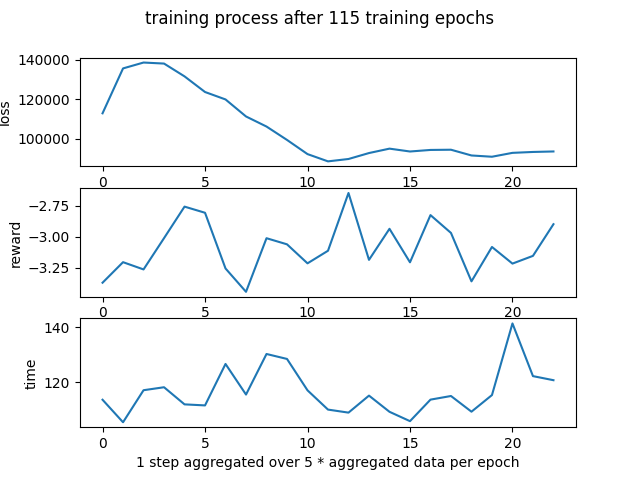 training process after 115 training epochs
140000
120000
100000
loss
0 5 10 15 20
−2.75
−3.00
−3.25
reward
0 5 10 15 20
140
120
time
0 5 10 15 20
1 step aggregated over 5 * aggregated data per epoch